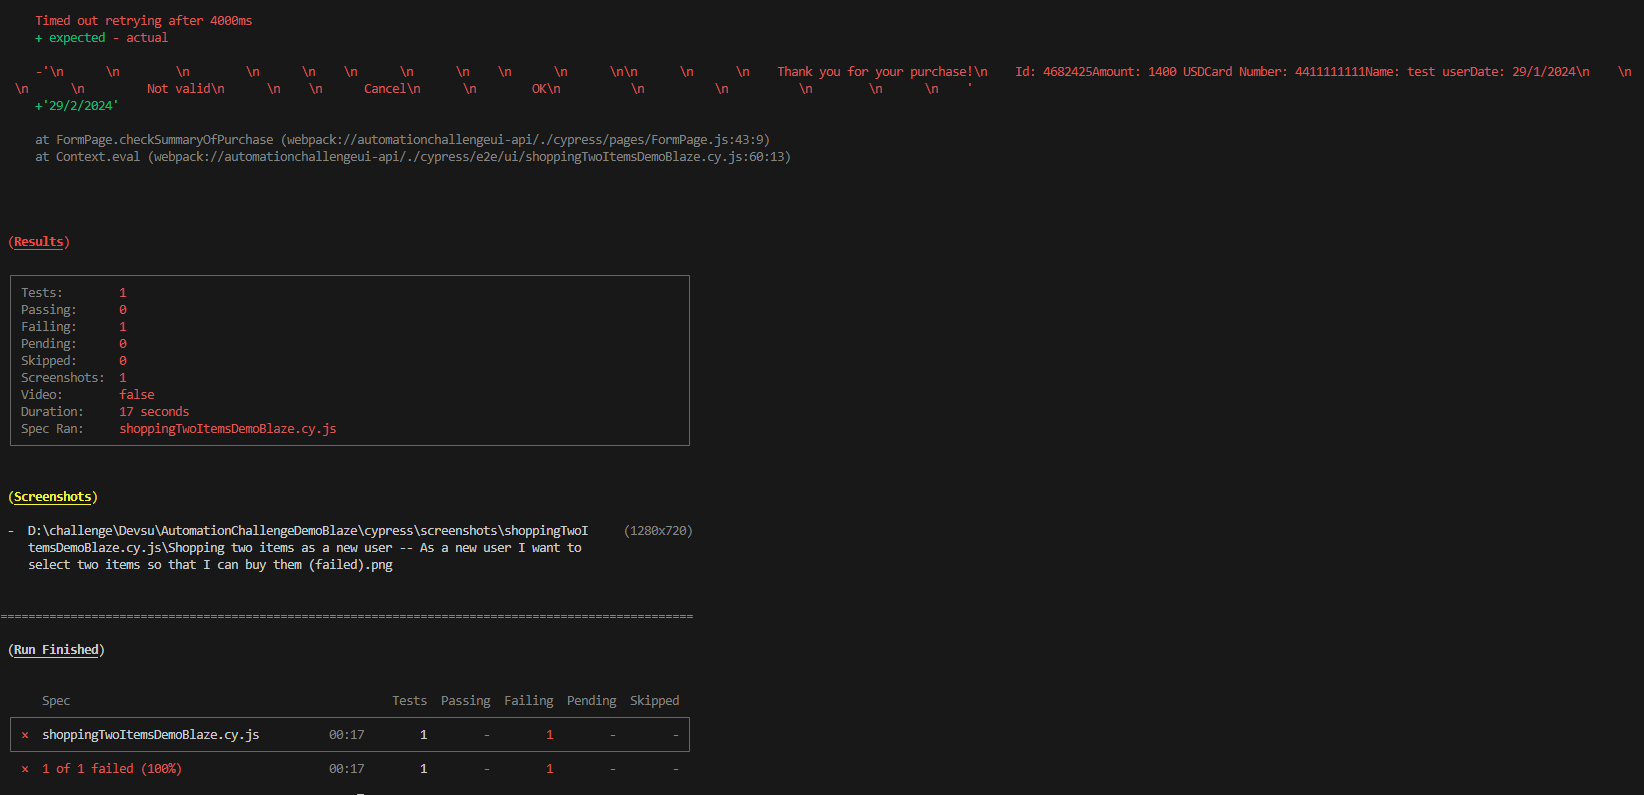 Timed out retrying after 4000ms
+ expected - actual
-'\n      \n        \n        \n      \n    \n      \n      \n    \n      \n      \n\n      \n      \n    Thank you for your purchase!\n    Id: 4682425Amount: 1400 USDCard Number: 4411111111Name: test userDate: 29/1/2024\n    \n      \n
\n      \n         Not valid\n      \n    \n      Cancel\n      \n        OK\n          \n          \n          \n        \n      \n    '
+'29/2/2024'
at FormPage.checkSummaryOfPurchase (webpack://automationchallengeui-api/./cypress/pages/FormPage.js:43:9)
at Context.eval (webpack://automationchallengeui-api/./cypress/e2e/ui/shoppingTwoItemsDemoBlaze.cy.js:60:13)
(Results)
Tests: 1
Passing: 0
Failing: 1
Pending: 0
Skipped: 0
Screenshots: 1
Video: false
Duration: 17 seconds
Spec Ran: shoppingTwoItemsDemoBlaze.cy.js
(Screenshots)
- D:\challenge\Devsu\AutomationChallengeDemoBlaze\cypress\screenshots\shoppingTwoI (1280x720)
temsDemoBlaze.cy.js\Shopping two items as a new user -- As a new user I want to
select two items so that I can buy them (failed).png
====================================================================================================
(Run Finished)
Spec Tests Passing Failing Pending Skipped
× shoppingTwoItemsDemoBlaze.cy.js 00:17 1 - 1 - -
× 1 of 1 failed (100%) 00:17 1 - 1 - -